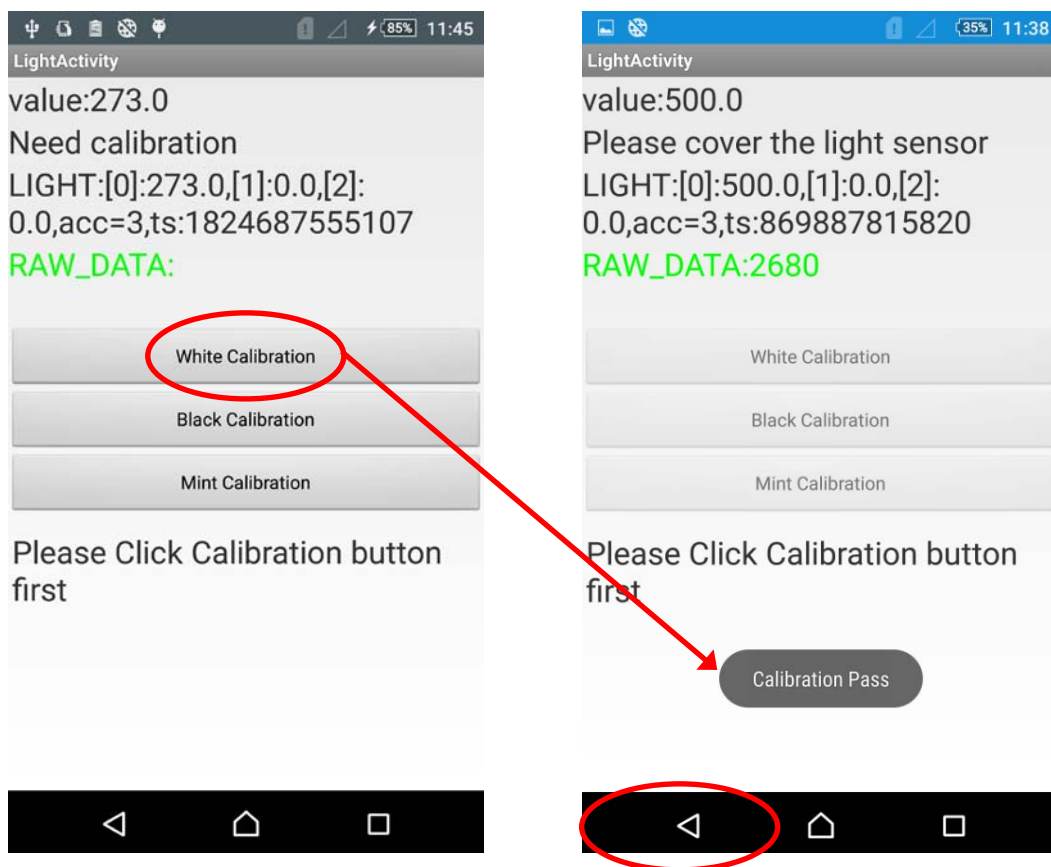 85% 11:45
LightActivity
value:273.0
Need calibration
LIGHT:[0]:273.0,[1]:0.0,[2]:
0.0,acc=3,ts:1824687555107
RAW_DATA:
White Calibration
Black Calibration
Mint Calibration
Please Click Calibration button
first
35% 11:38
LightActivity
value:500.0
Please cover the light sensor
LIGHT:[0]:500.0,[1]:0.0,[2]:
0.0,acc=3,ts:869887815820
RAW_DATA:2680
White Calibration
Black Calibration
Mint Calibration
Please Click Calibration button
first
Calibration Pass